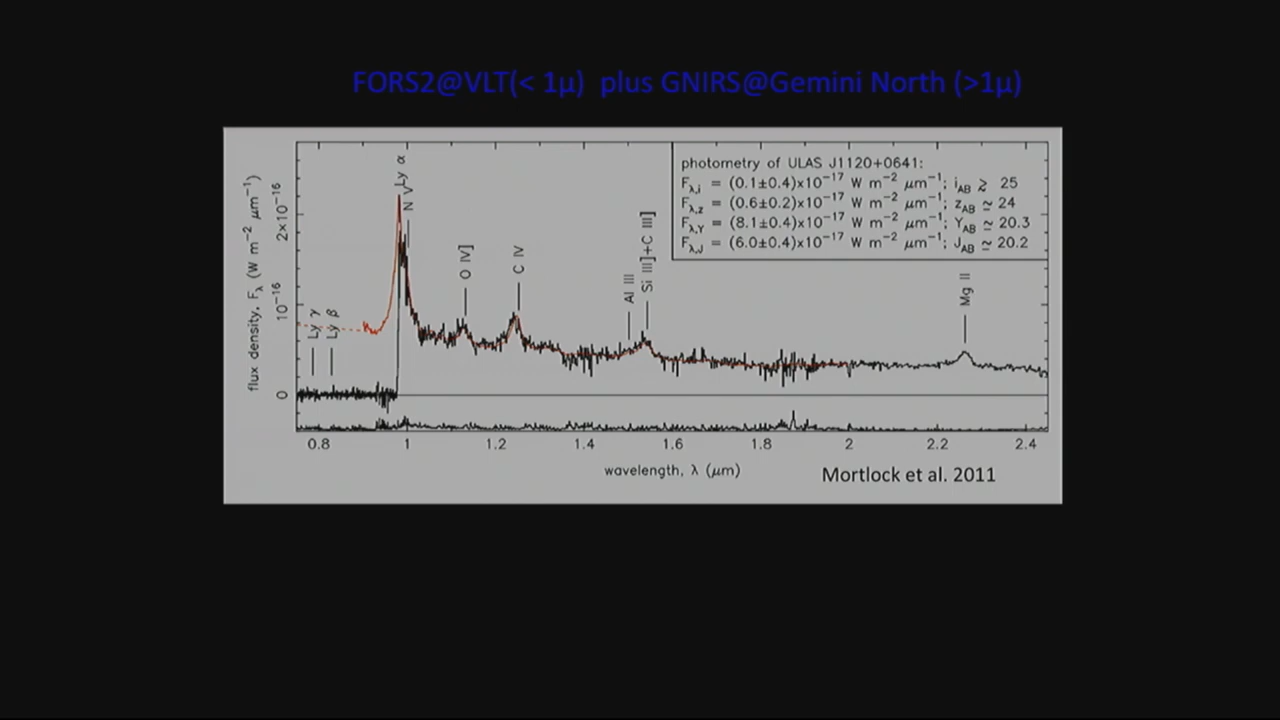 FORS2@VLT(< 1μ)  plus GNIRS@Gemini North (>1μ)
photometry of ULAS J1120+0641:
Fλ,i = (0.1±0.4)x10⁻¹⁷ W m⁻² μm⁻¹; iAB ≳ 25
Fλ,z = (0.6±0.2)x10⁻¹⁷ W m⁻² μm⁻¹; zAB ≃ 24
Fλ,Y = (8.1±0.4)x10⁻¹⁷ W m⁻² μm⁻¹; YAB ≃ 20.3
Fλ,J = (6.0±0.4)x10⁻¹⁷ W m⁻² μm⁻¹; JAB ≃ 20.2
flux density, Fλ (W m⁻² μm⁻¹)
2×10⁻¹⁶
10⁻¹⁶
0
Ly γ
Ly β
Ly α
N V
O IV]
C IV
Al III
Si III]+C III]
Mg II
0.8 1 1.2 1.4 1.6 1.8 2 2.2 2.4
wavelength, λ (μm)
Mortlock et al. 2011